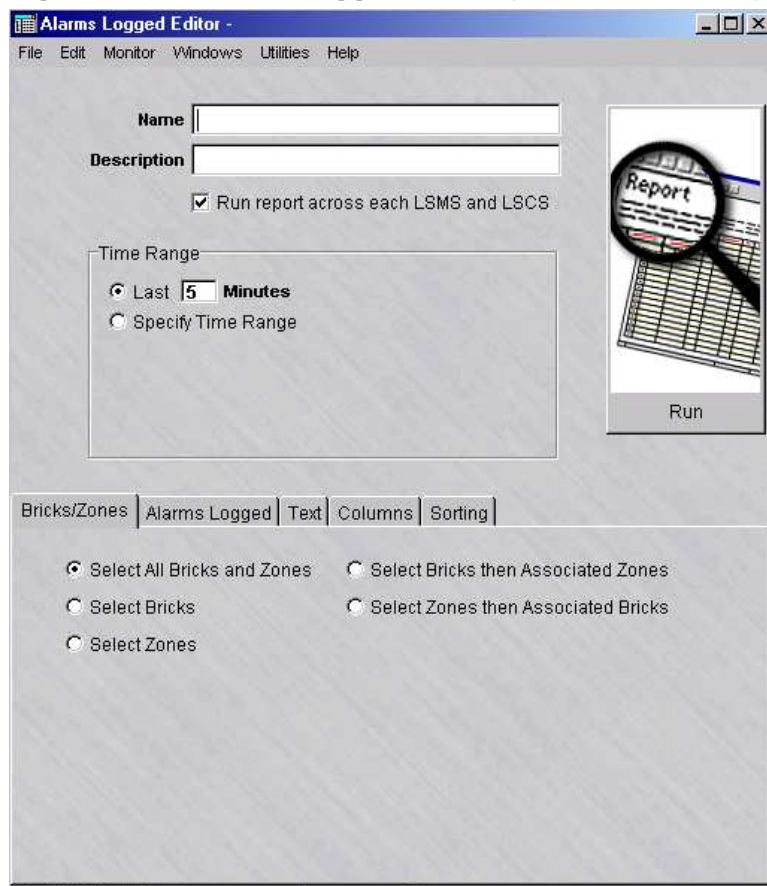 Alarms Logged Editor -
File Edit Monitor Windows Utilities Help
Name
Description
Run report across each LSMS and LSCS
Time Range
Last 5 Minutes
Specify Time Range
Report
Run
Bricks/Zones Alarms Logged Text Columns Sorting
Select All Bricks and Zones Select Bricks then Associated Zones
Select Bricks Select Zones then Associated Bricks
Select Zones